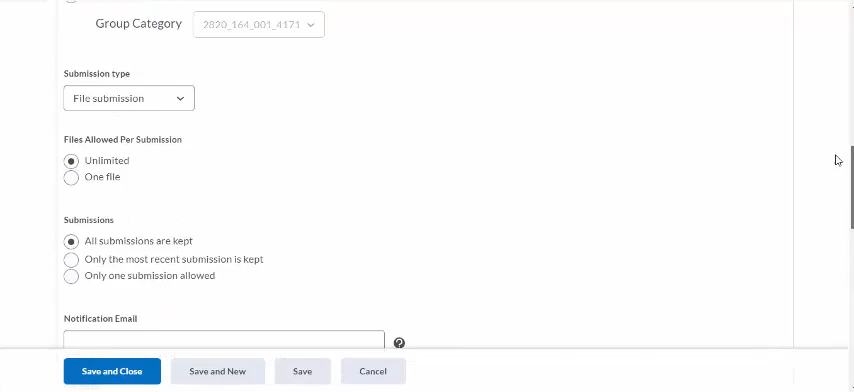 Group Category 2820_164_001_4171
Submission type
File submission
Files Allowed Per Submission
Unlimited
One file
Submissions
All submissions are kept
Only the most recent submission is kept
Only one submission allowed
Notification Email
?
Save and Close Save and New Save Cancel